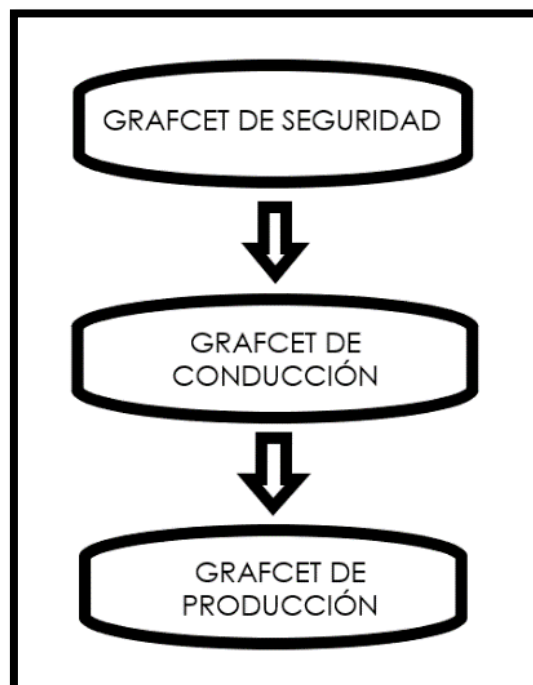 GRAFCET DE SEGURIDAD
GRAFCET DE
CONDUCCIÓN
GRAFCET DE
PRODUCCIÓN